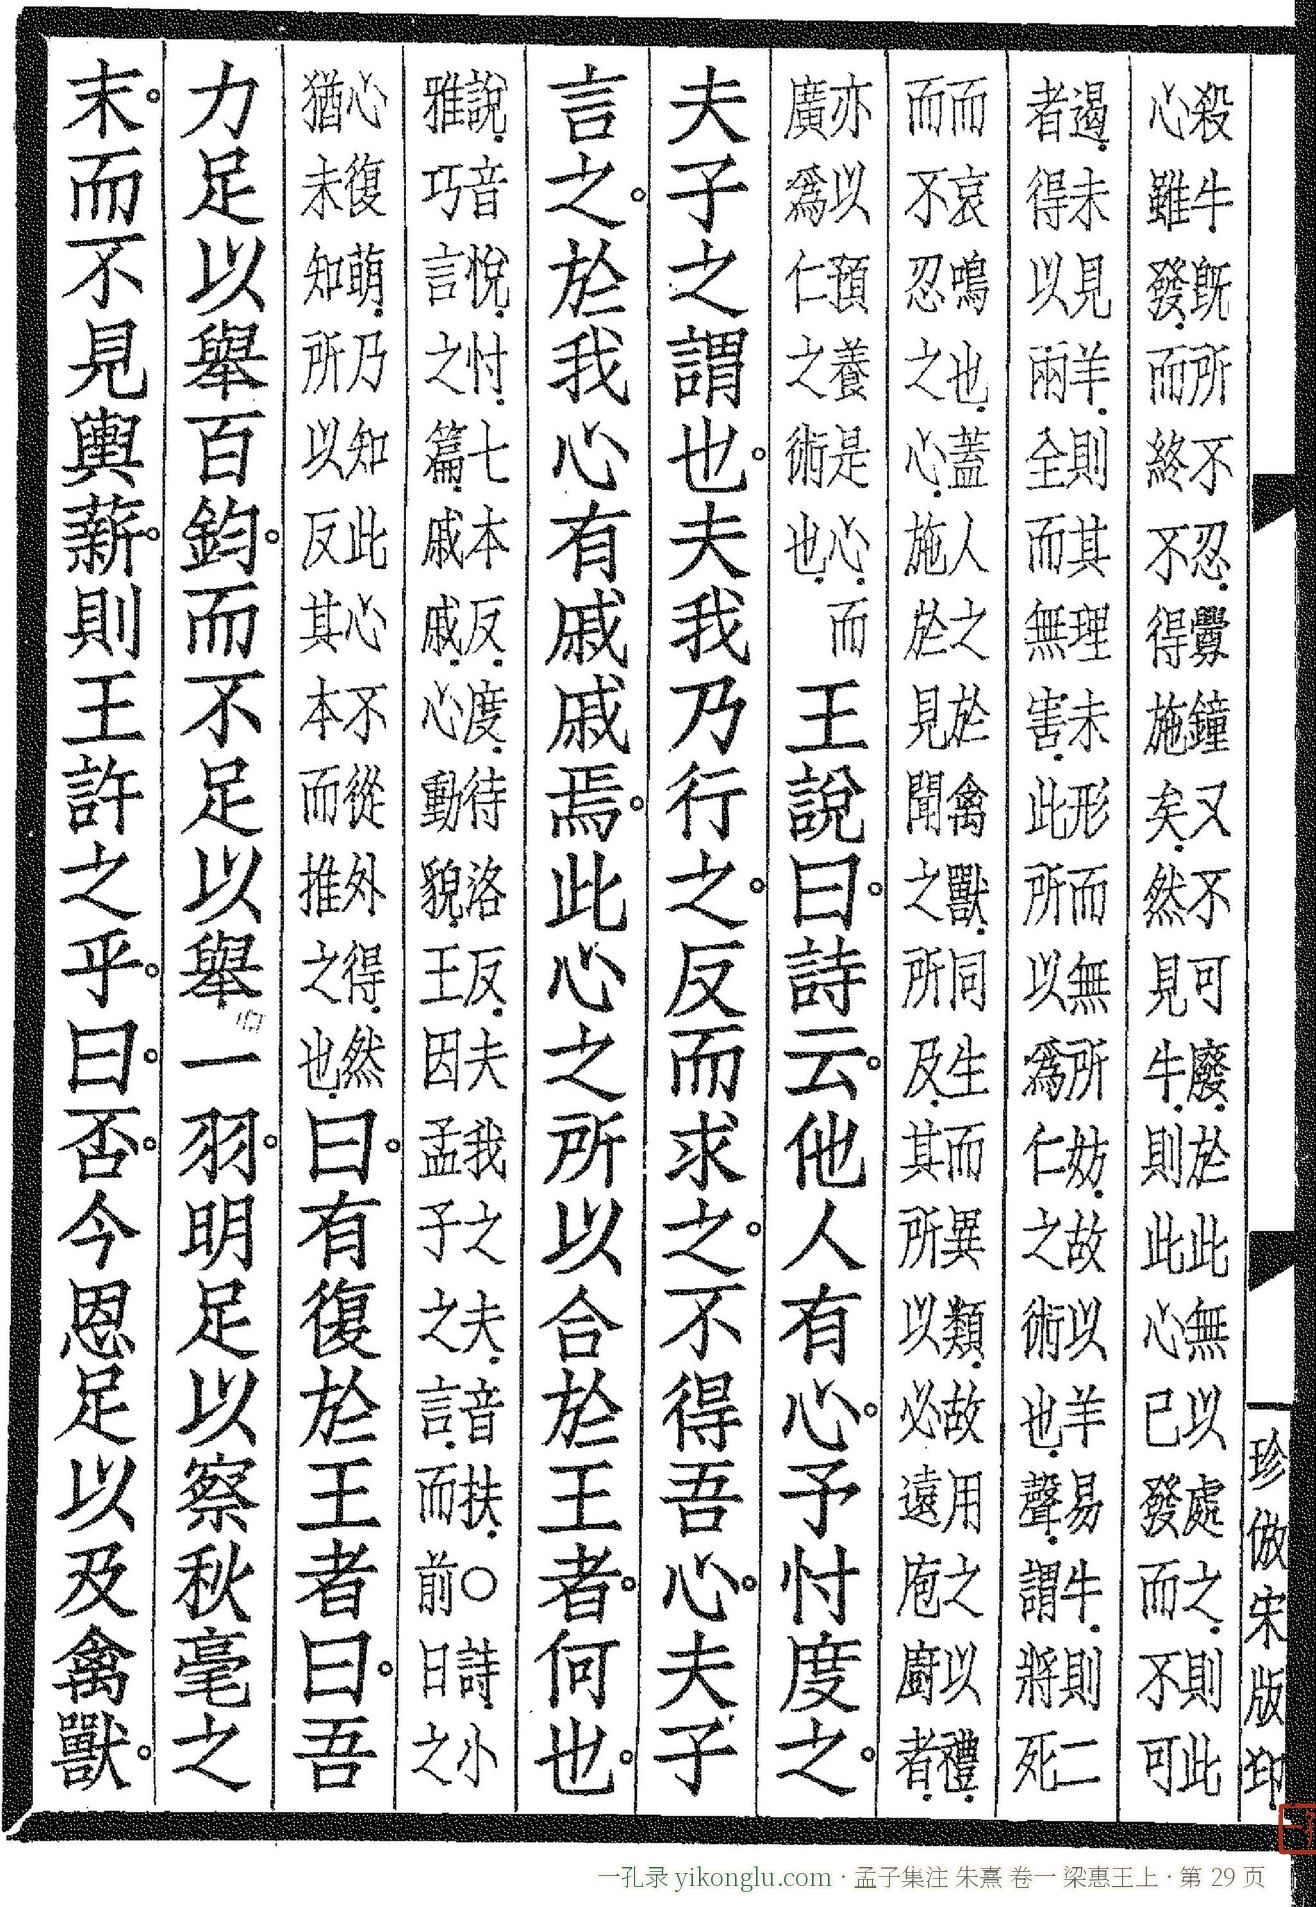 珍倣宋版印
殺牛。既所不忍。釁鐘又不可廢。於此無以處之。則此
心雖發。而終不得施矣。然見牛。則此心已發而不可
遏。未見羊。則其理未形而無所妨。故以羊易牛。則二
者得以兩全而無害。此所以爲仁之術也。聲。謂將死
而哀鳴也。蓋人之於禽獸。同生而異類。故用之以禮。
而不忍之心。施於見聞之所及。其所以必遠庖廚者。
亦以預養是心。而
廣爲仁之術也。
王說曰。詩云。他人有心。予忖度之。
夫子之謂也。夫我乃行之。反而求之。不得吾心。夫子
言之。於我心有戚戚焉。此心之所以合於王者。何也。
說。音悅。忖。七本反。度。待洛反。夫我之夫。音扶。○詩小
雅巧言之篇。戚戚。心動貌。王因孟子之言。而前日之
心復萌。乃知此心不從外得。然
猶未知所以反其本而推之也。
曰。有復於王者曰。吾
力足以舉百鈞。而不足以舉一羽。明足以察秋毫之
末。而不見輿薪。則王許之乎。曰。否。今恩足以及禽獸。
一孔录 yikonglu.com · 孟子集注 朱熹 卷一 梁惠王上 · 第 29 页